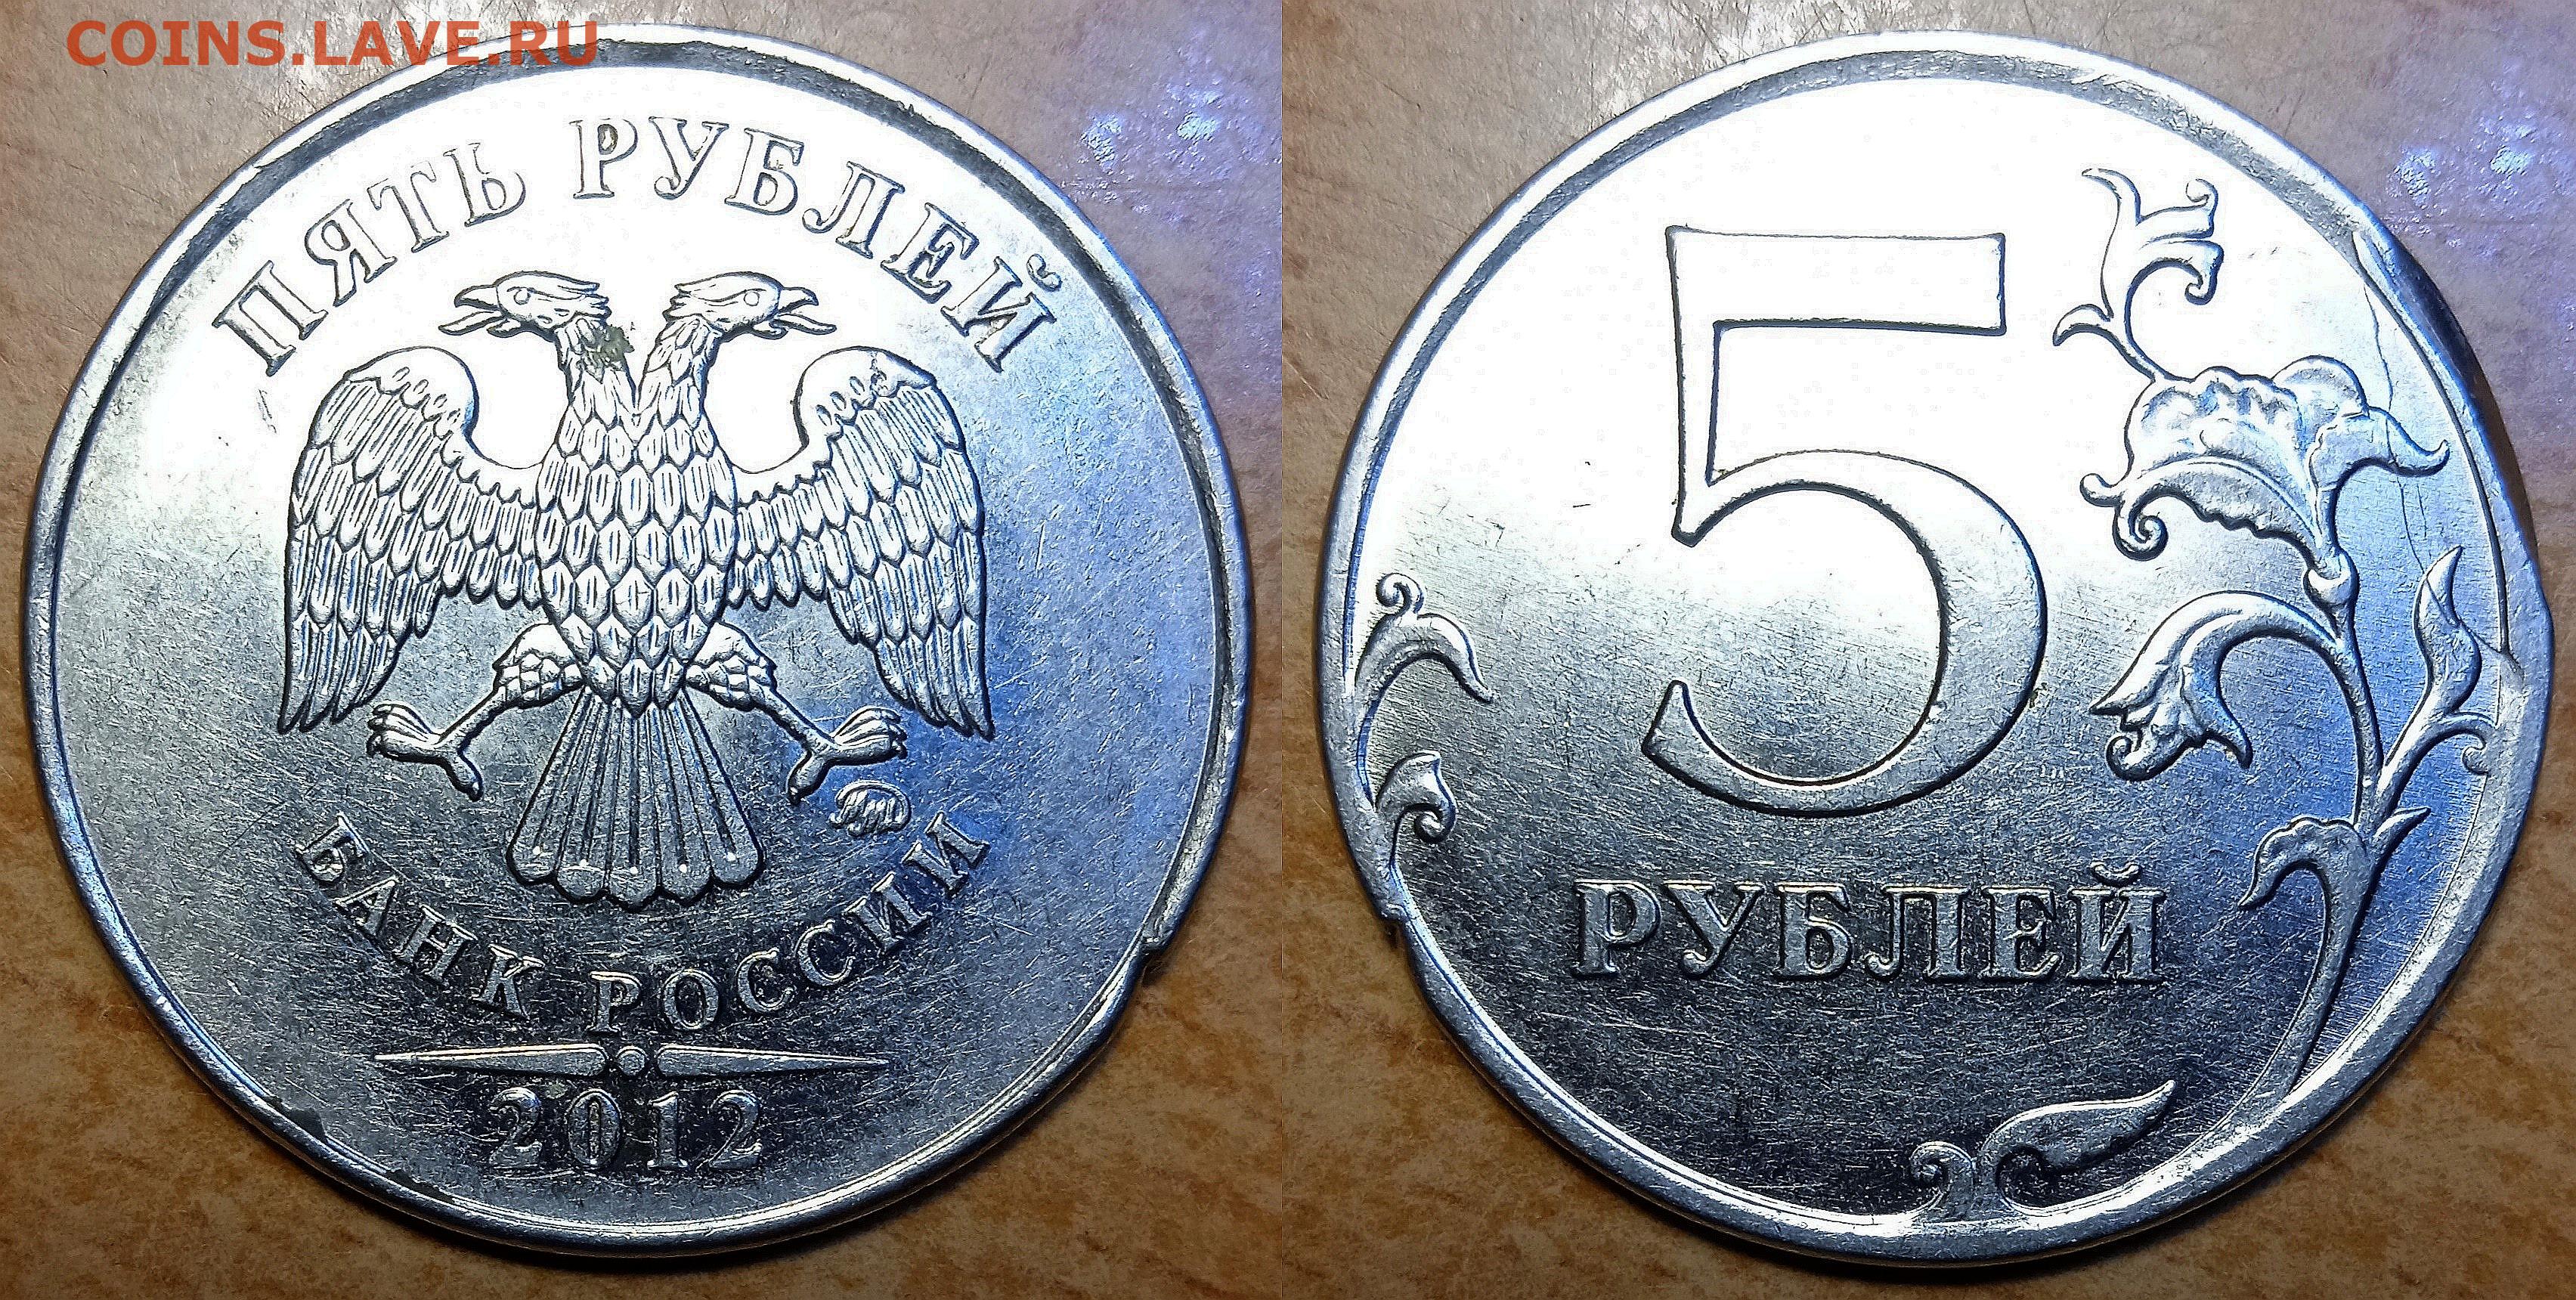 COINS.LAVE.RU
ПЯТЬ РУБЛЕЙ
БАНК РОССИИ
2012
5
РУБЛЕЙ